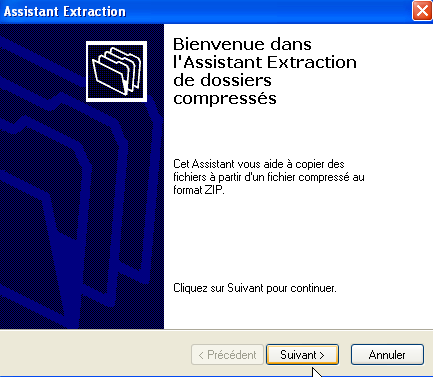 Assistant Extraction
Bienvenue dans
l'Assistant Extraction
de dossiers
compressés
Cet Assistant vous aide à copier des
fichiers à partir d'un fichier compressé au
format ZIP.
Cliquez sur Suivant pour continuer.
< Précédent Suivant > Annuler